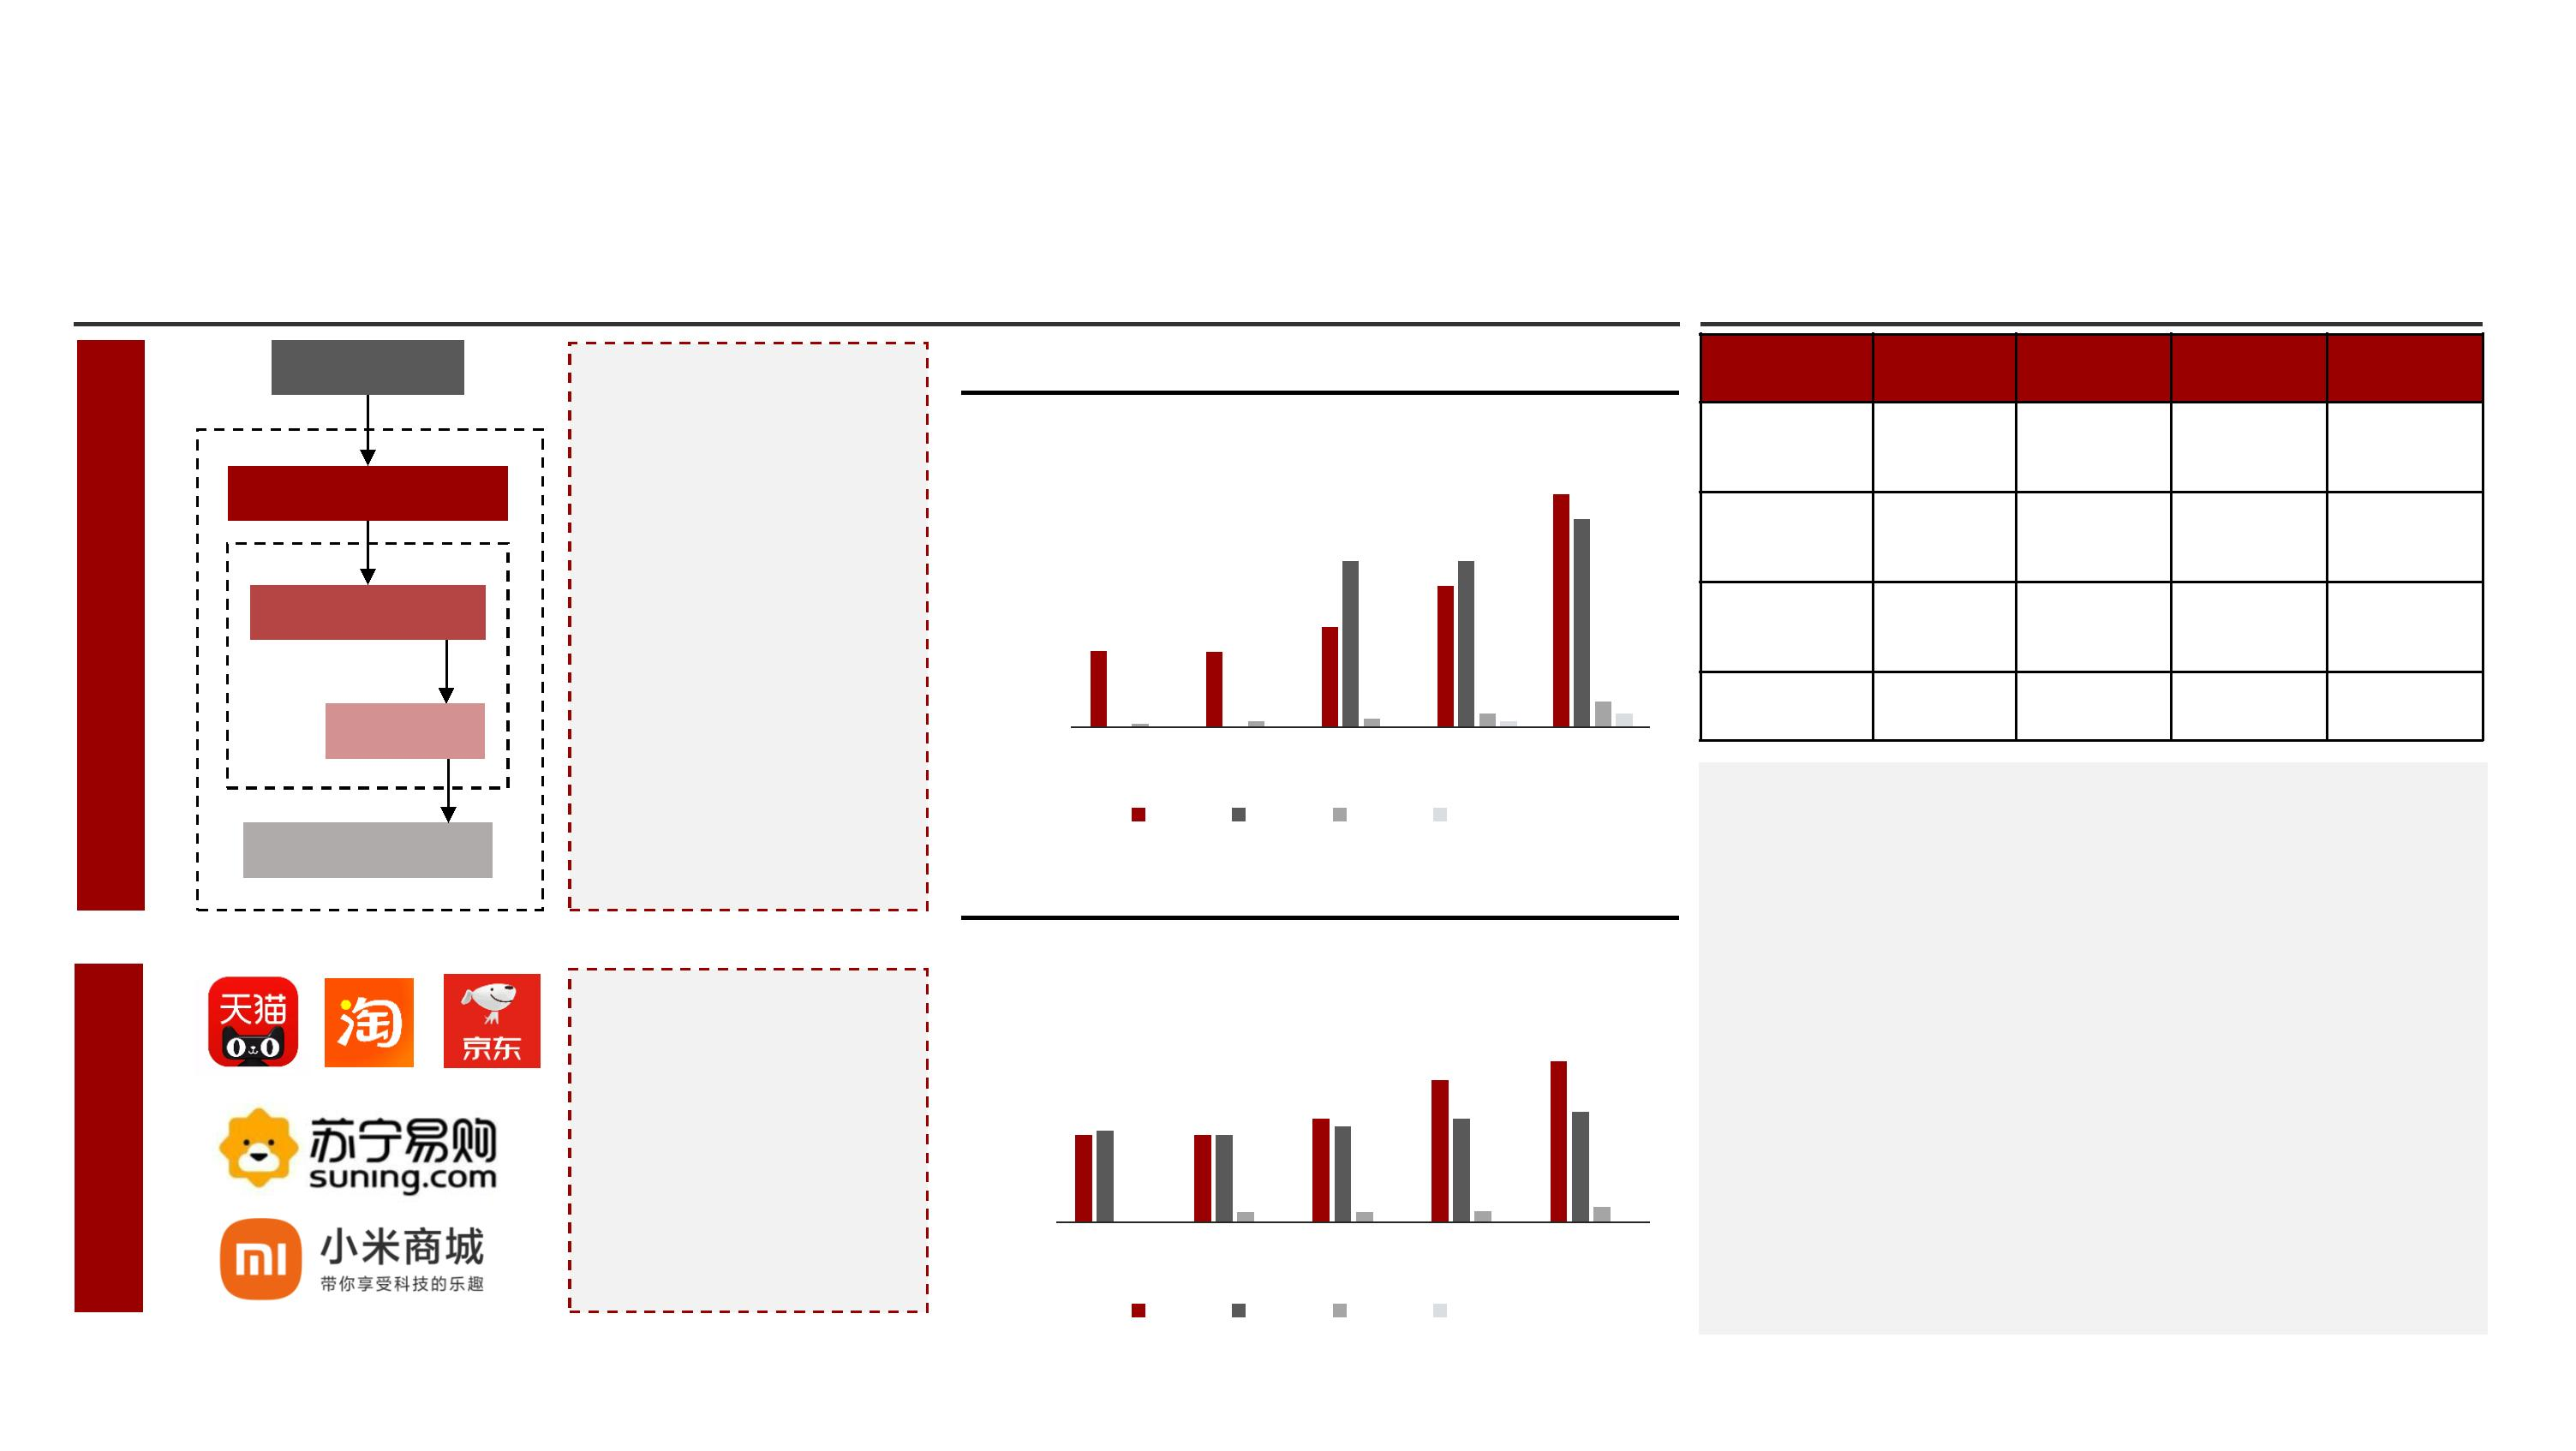 天猫
淘
京东
苏宁易购
suning.com
小米商城
带你享受科技的乐趣